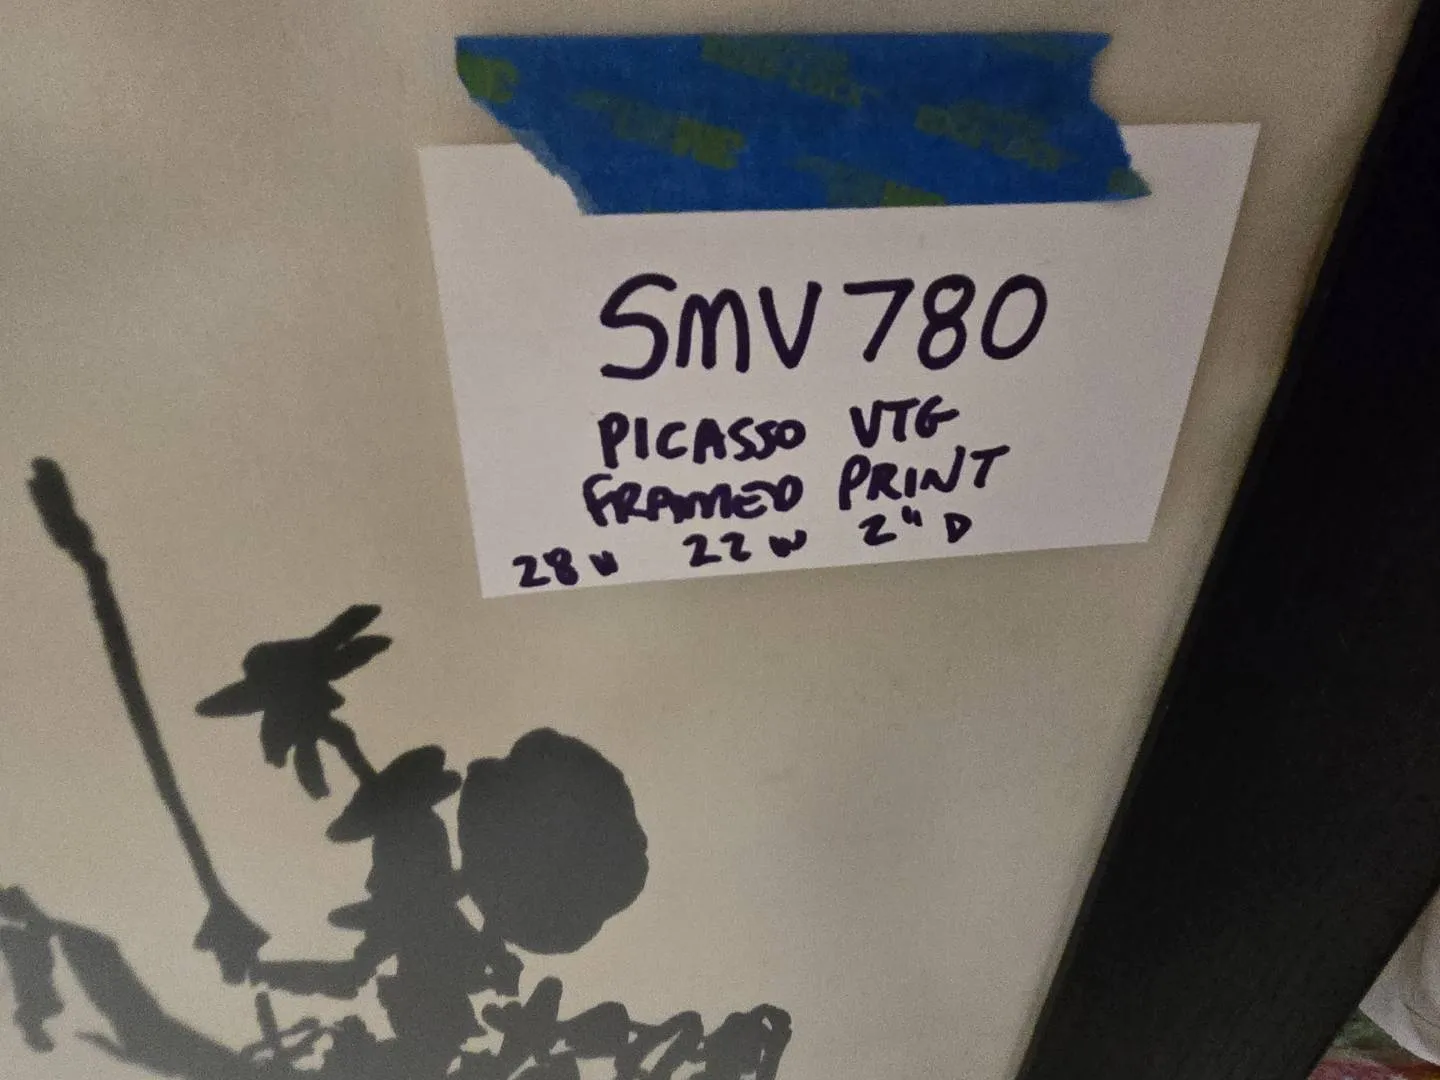 SMV780
PICASSO VTG
FRAMED PRINT
28 H 22 W 2" D